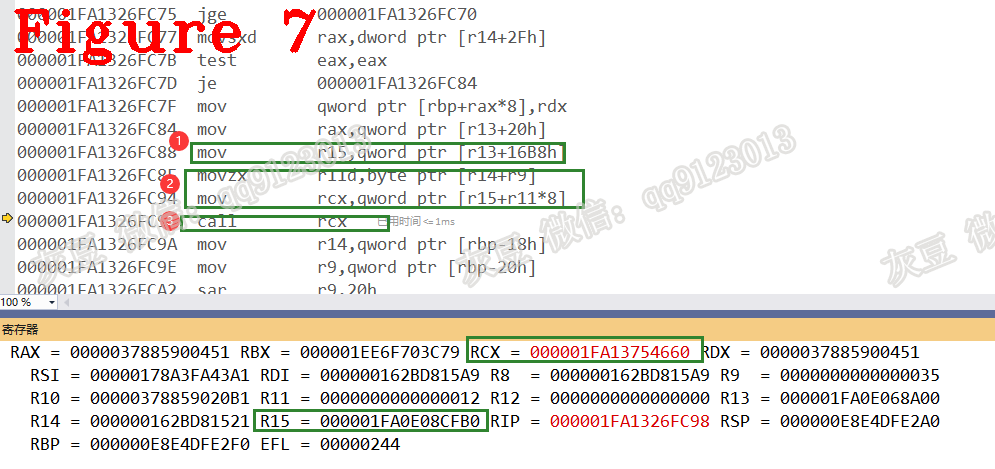 000001FA1326FC75 jge 000001FA1326FC70
Figure 7
000001FA1326FC77 movsxd rax,dword ptr [r14+2Fh]
000001FA1326FC7B test eax,eax
000001FA1326FC7D je 000001FA1326FC84
000001FA1326FC7F mov qword ptr [rbp+rax*8],rdx
000001FA1326FC84 mov rax,qword ptr [r13+20h]
1
000001FA1326FC88 mov r15,qword ptr [r13+16B8h]
000001FA1326FC8F movzx r11d,byte ptr [r14+r9]
2
000001FA1326FC94 mov rcx,qword ptr [r15+r11*8]
3
000001FA1326FC98 call rcx 已用时间 <=1ms
000001FA1326FC9A mov r14,qword ptr [rbp-18h]
000001FA1326FC9E mov r9,qword ptr [rbp-20h]
000001FA1326FCA2 sar r9,20h
灰豆 微信：qq9123013
灰豆 微信：qq9123013
灰豆
100 %
寄存器
RAX = 0000037885900451 RBX = 000001EE6F703C79 RCX = 000001FA13754660 RDX = 0000037885900451
RSI = 00000178A3FA43A1 RDI = 00000162BD815A9 R8 = 000000162BD815A9 R9 = 0000000000000035
R10 = 00000378859020B1 R11 = 0000000000000012 R12 = 0000000000000000 R13 = 000001FA0E068A00
R14 = 000000162BD81521 R15 = 000001FA0E08CFB0 RIP = 000001FA1326FC98 RSP = 000000E8E4DFE2A0
RBP = 000000E8E4DFE2F0 EFL = 00000244